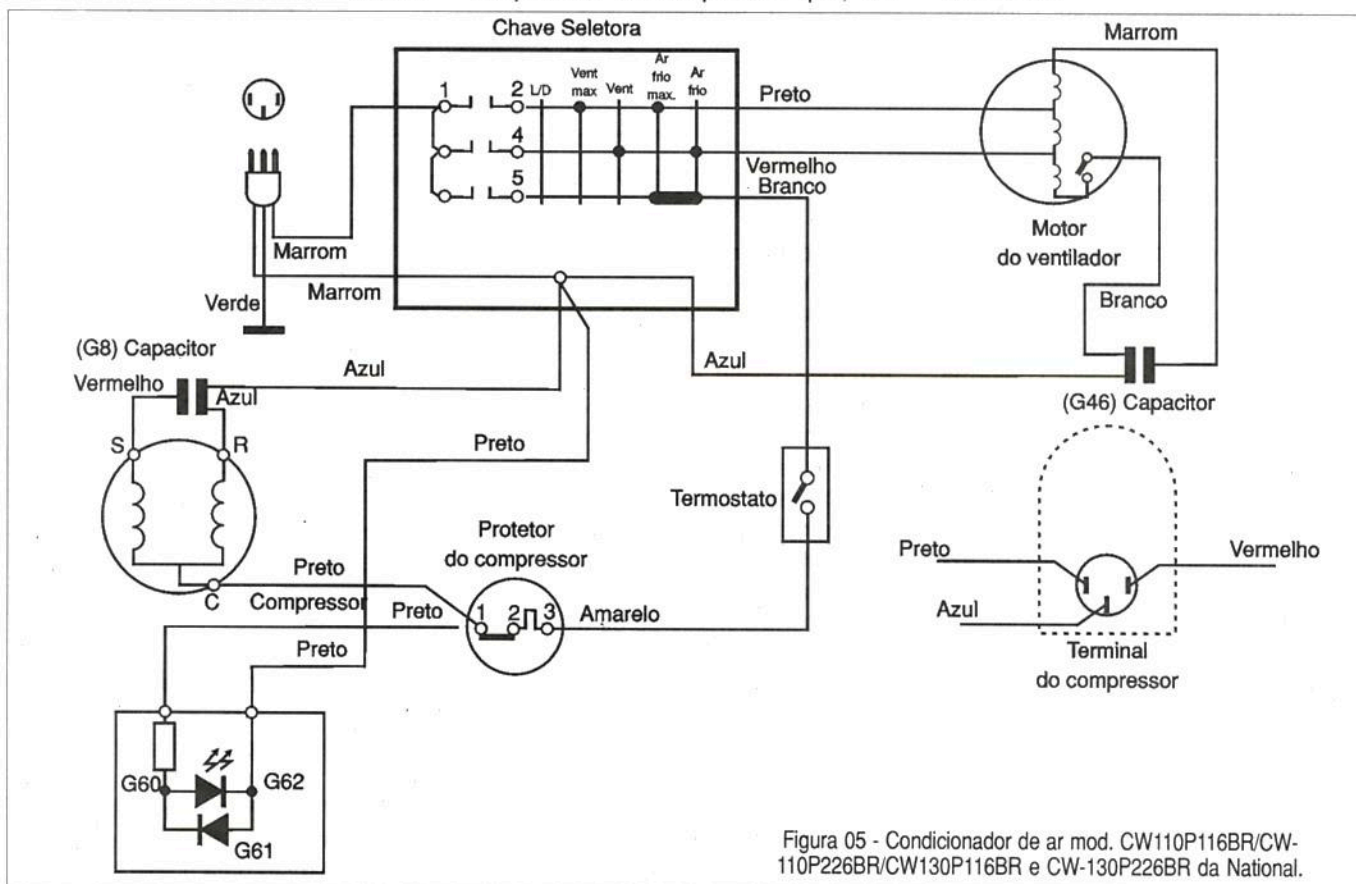 Chave Seletora
Marrom
1
2
L/D
Vent
max
Vent
Ar
frio
max.
Ar
frio
Preto
4
Vermelho
5
Branco
Motor
do ventilador
Marrom
Marrom
Verde
Branco
(G8) Capacitor
Vermelho
Azul
Azul
Azul
(G46) Capacitor
S
R
Preto
Termostato
Protetor
do compressor
Preto
Vermelho
Preto
C
Compressor
Preto
1
2
3
Amarelo
Azul
Preto
Terminal
do compressor
G60
G62
G61
Figura 05 - Condicionador de ar mod. CW110P116BR/CW-
110P226BR/CW130P116BR e CW-130P226BR da National.